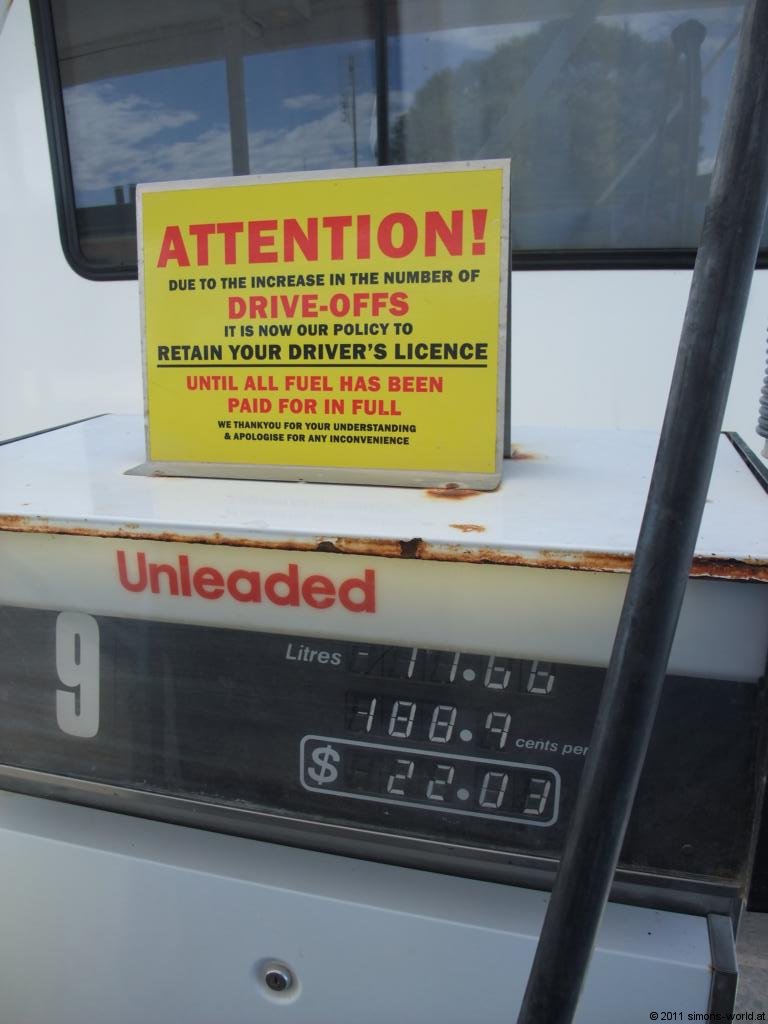 ATTENTION!
DUE TO THE INCREASE IN THE NUMBER OF
DRIVE-OFFS
IT IS NOW OUR POLICY TO
RETAIN YOUR DRIVER'S LICENCE
UNTIL ALL FUEL HAS BEEN
PAID FOR IN FULL
WE THANKYOU FOR YOUR UNDERSTANDING
& APOLOGISE FOR ANY INCONVENIENCE
Unleaded
9
Litres 11.66
188.9 cents per
$ 22.03
© 2011 simons-world.at